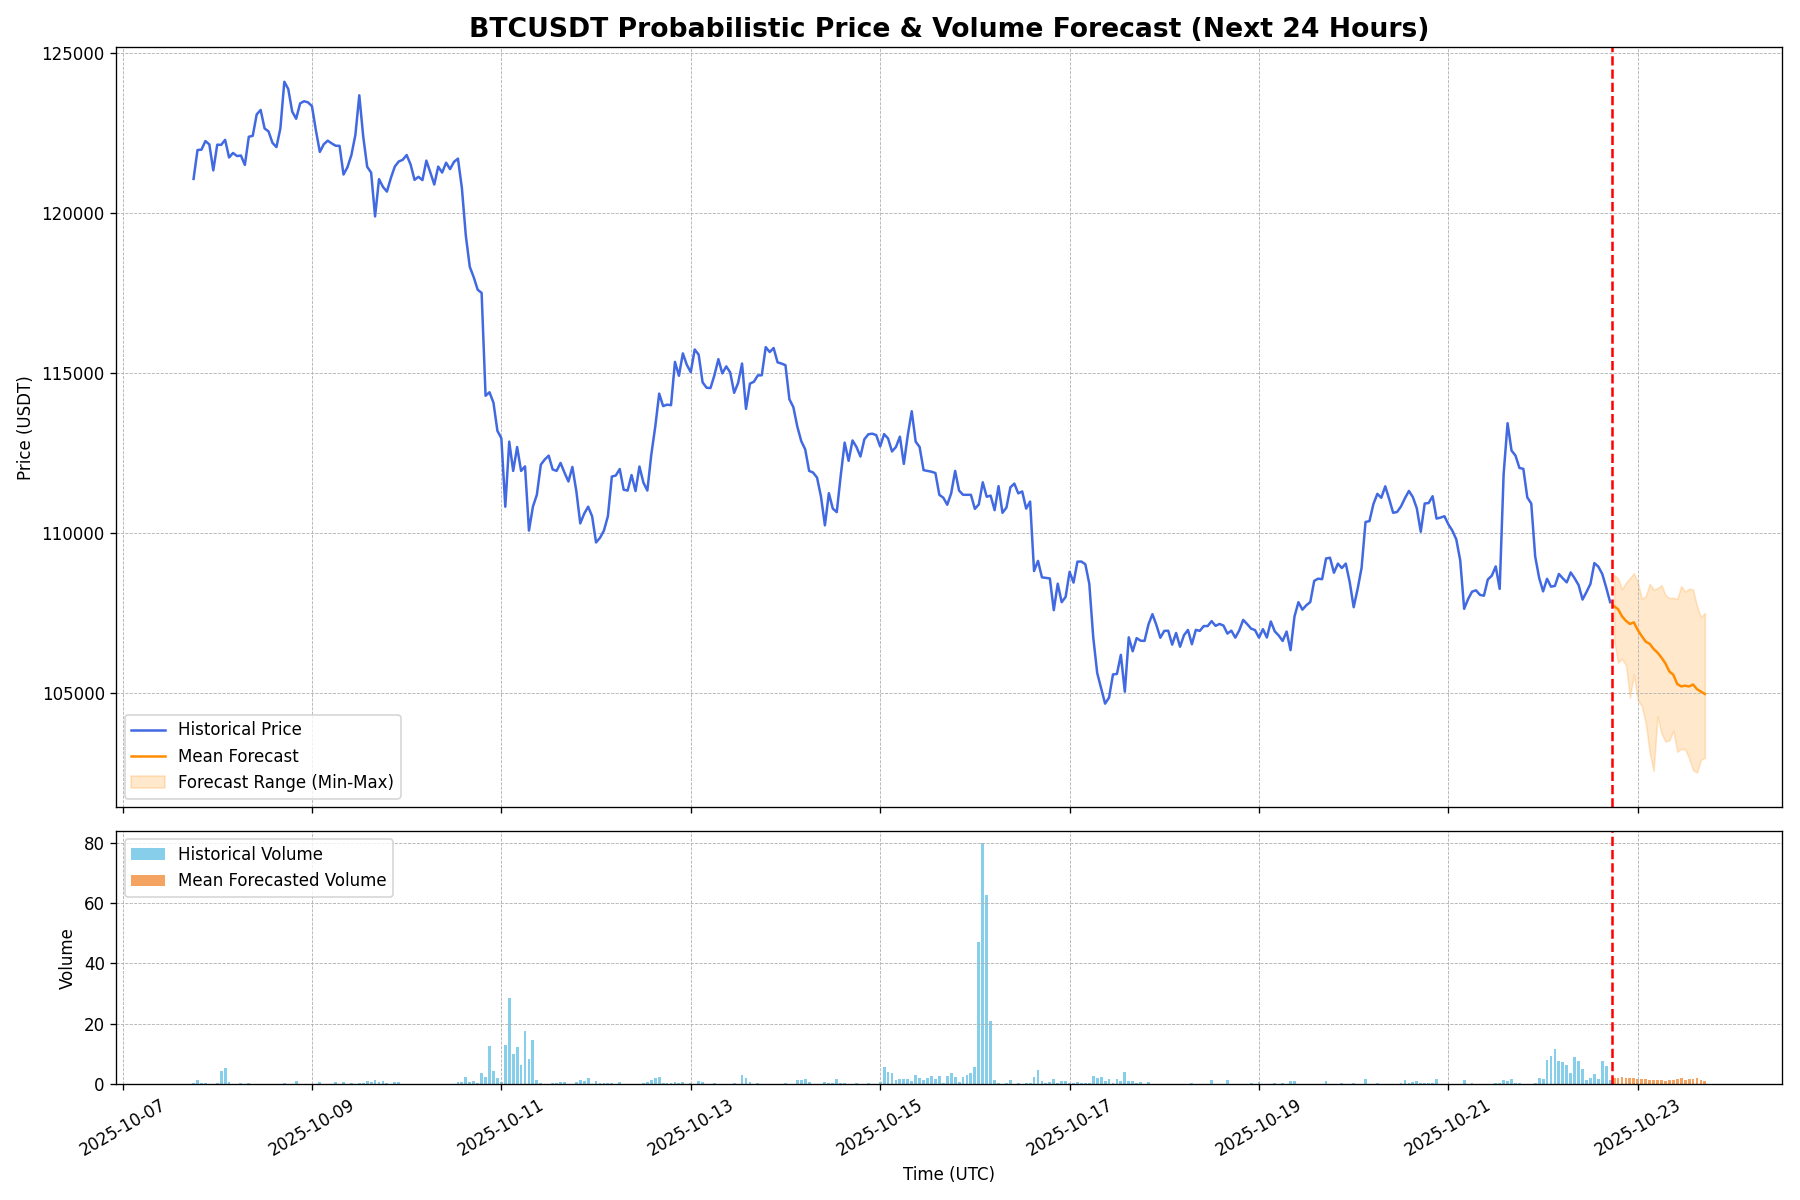 BTCUSDT Probabilistic Price & Volume Forecast (Next 24 Hours)
125000
120000
115000
110000
105000
Price (USDT)
Historical Price
Mean Forecast
Forecast Range (Min-Max)
80
60
40
20
0
Volume
Historical Volume
Mean Forecasted Volume
2025-10-07
2025-10-09
2025-10-11
2025-10-13
2025-10-15
2025-10-17
2025-10-19
2025-10-21
2025-10-23
Time (UTC)